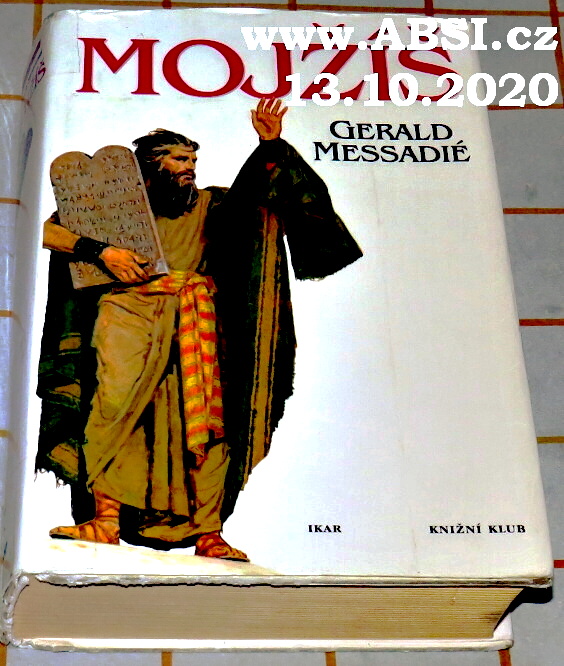 www.ABSI.cz
MOJŽÍŠ
13.10.2020
GERALD
MESSADIÉ
IKAR KNIŽNÍ KLUB